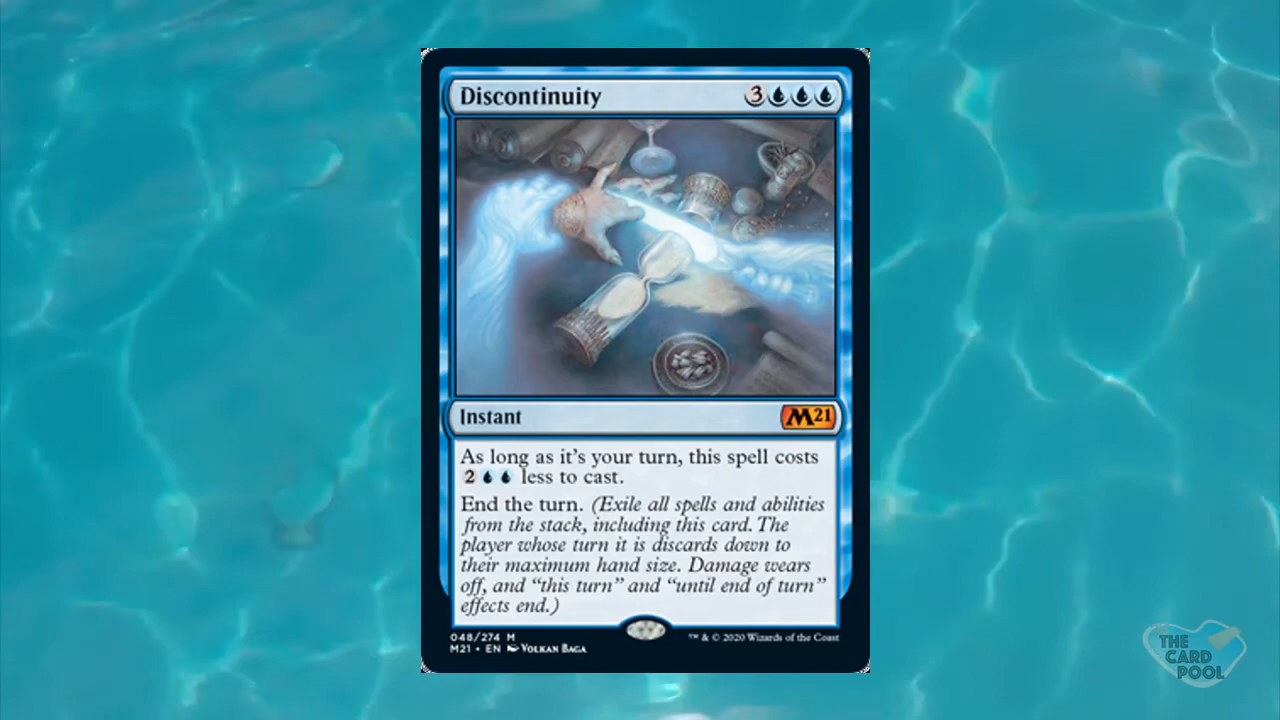 Discontinuity 3
Instant M21
As long as it's your turn, this spell costs
2 less to cast.
End the turn. (Exile all spells and abilities
from the stack, including this card. The
player whose turn it is discards down to
their maximum hand size. Damage wears
off, and “this turn” and “until end of turn”
effects end.)
048/274 M
™ & © 2020 Wizards of the Coast
M21 • EN VOLKAN BAGA
THE
CARD
POOL